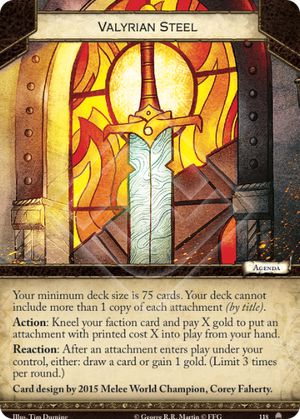 VALYRIAN STEEL
AGENDA
Your minimum deck size is 75 cards. Your deck cannot
include more than 1 copy of each attachment (by title).
Action: Kneel your faction card and pay X gold to put an
attachment with printed cost X into play from your hand.
Reaction: After an attachment enters play under your
control, either: draw a card or gain 1 gold. (Limit 3 times
per round.)
Card design by 2015 Melee World Champion, Corey Faherty.
Illus. Tim Durning
© George R.R. Martin © FFG
118